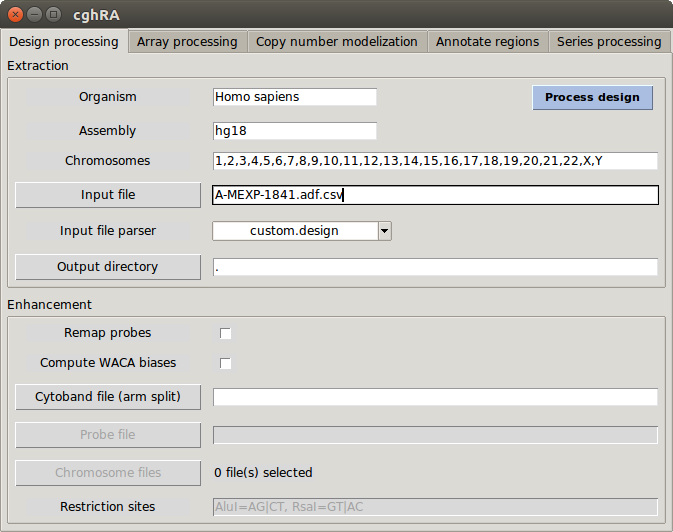 cghRA
Design processing Array processing Copy number modelization Annotate regions Series processing
Extraction
Organism Homo sapiens Process design
Assembly hg18
Chromosomes 1,2,3,4,5,6,7,8,9,10,11,12,13,14,15,16,17,18,19,20,21,22,X,Y
Input file A-MEXP-1841.adf.csv
Input file parser custom.design
Output directory .
Enhancement
Remap probes
Compute WACA biases
Cytoband file (arm split)
Probe file
Chromosome files 0 file(s) selected
Restriction sites AluI=AG|CT, RsaI=GT|AC